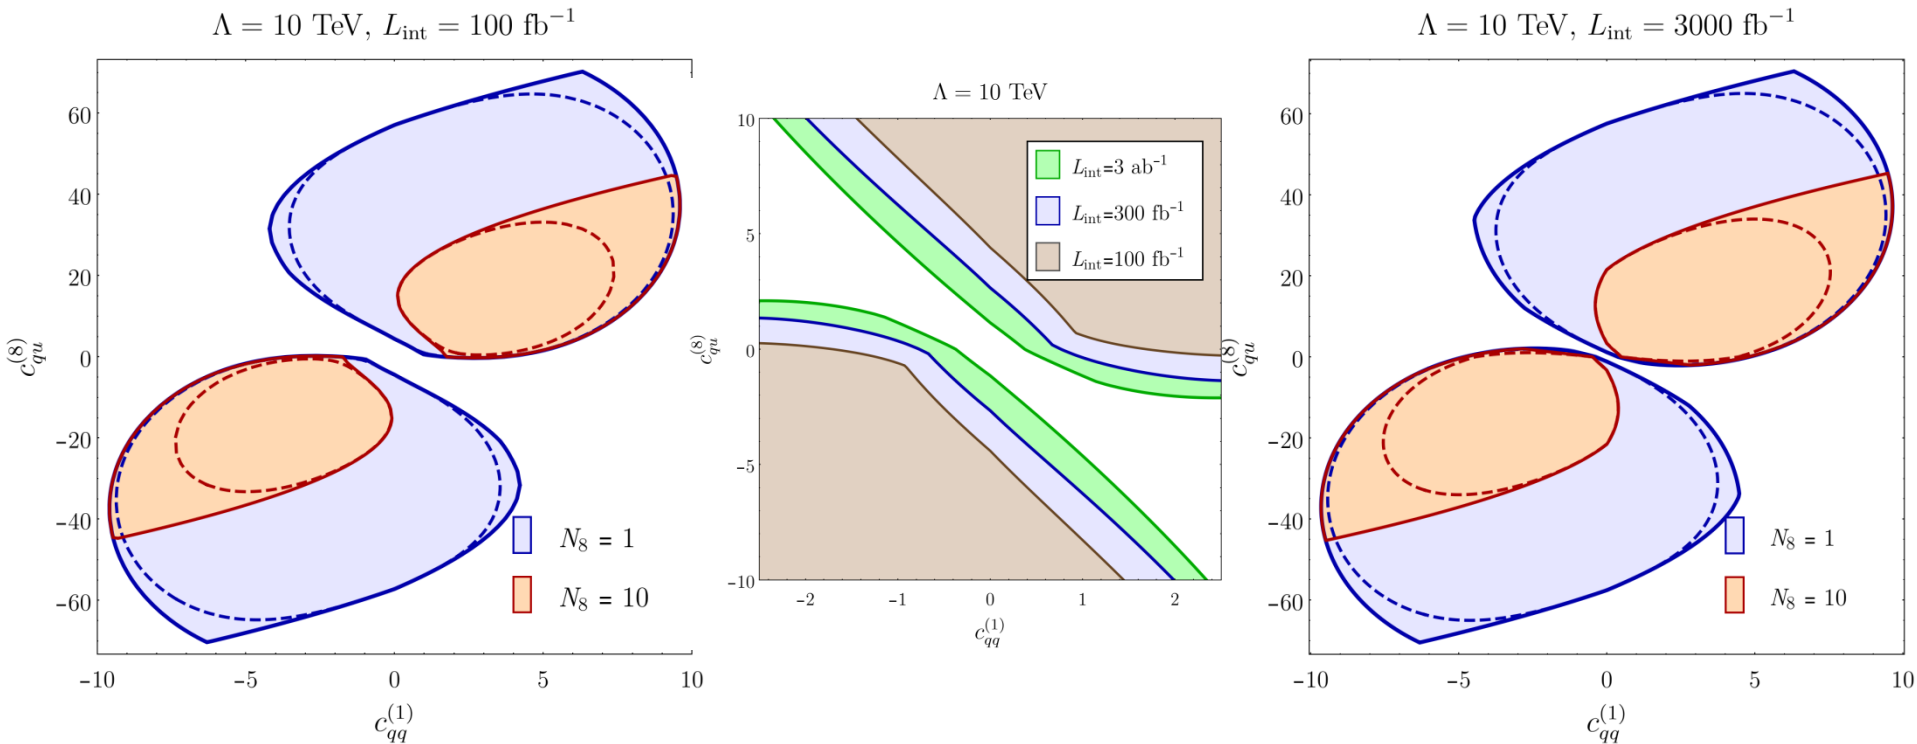 Λ = 10 TeV, L_int = 100 fb⁻¹
60
40
20
0
−20
−40
−60
c_qu^(8)
N₈ = 1
N₈ = 10
−10 −5 0 5 10
c_qq^(1)
Λ = 10 TeV
10
5
0
−5
−10
c_qu^(8)
L_int=3 ab⁻¹
L_int=300 fb⁻¹
L_int=100 fb⁻¹
−2 −1 0 1 2
c_qq^(1)
Λ = 10 TeV, L_int = 3000 fb⁻¹
60
40
20
0
−20
−40
−60
c_qu^(8)
N₈ = 1
N₈ = 10
−10 −5 0 5 10
c_qq^(1)